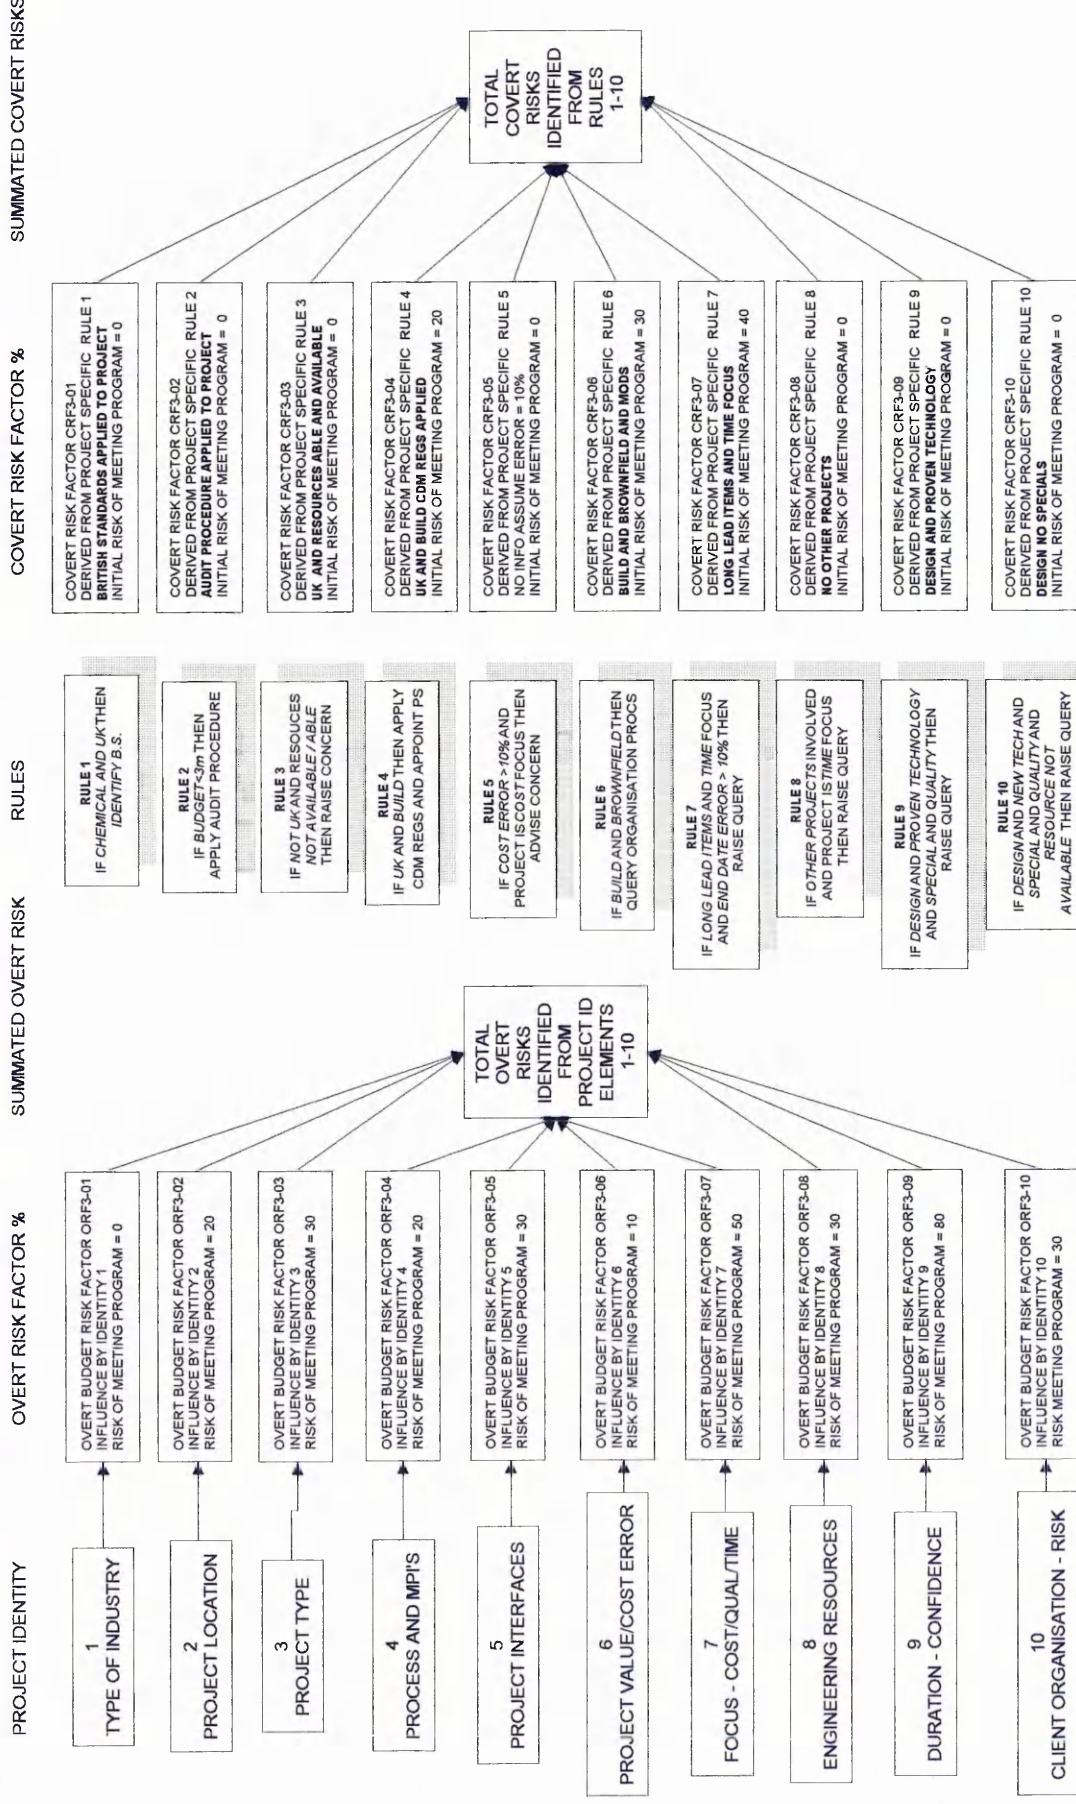 PROJECT IDENTITY
OVERT RISK FACTOR %
SUMMATED OVERT RISK
RULES
COVERT RISK FACTOR %
SUMMATED COVERT RISKS
1
TYPE OF INDUSTRY
2
PROJECT LOCATION
3
PROJECT TYPE
4
PROCESS AND MPI'S
5
PROJECT INTERFACES
6
PROJECT VALUE/COST ERROR
7
FOCUS - COST/QUAL/TIME
8
ENGINEERING RESOURCES
9
DURATION - CONFIDENCE
10
CLIENT ORGANISATION - RISK
OVERT BUDGET RISK FACTOR ORF3-01
INFLUENCE BY IDENTITY 1
RISK OF MEETING PROGRAM = 0
OVERT BUDGET RISK FACTOR ORF3-02
INFLUENCE BY IDENTITY 2
RISK OF MEETING PROGRAM = 20
OVERT BUDGET RISK FACTOR ORF3-03
INFLUENCE BY IDENTITY 3
RISK OF MEETING PROGRAM = 30
OVERT BUDGET RISK FACTOR ORF3-04
INFLUENCE BY IDENTITY 4
RISK OF MEETING PROGRAM = 20
OVERT BUDGET RISK FACTOR ORF3-05
INFLUENCE BY IDENTITY 5
RISK OF MEETING PROGRAM = 30
OVERT BUDGET RISK FACTOR ORF3-06
INFLUENCE BY IDENTITY 6
RISK OF MEETING PROGRAM = 10
OVERT BUDGET RISK FACTOR ORF3-07
INFLUENCE BY IDENTITY 7
RISK OF MEETING PROGRAM = 50
OVERT BUDGET RISK FACTOR ORF3-08
INFLUENCE BY IDENTITY 8
RISK OF MEETING PROGRAM = 30
OVERT BUDGET RISK FACTOR ORF3-09
INFLUENCE BY IDENTITY 9
RISK OF MEETING PROGRAM = 80
OVERT BUDGET RISK FACTOR ORF3-10
INFLUENCE BY IDENTITY 10
RISK MEETING PROGRAM = 30
TOTAL
OVERT
RISKS
IDENTIFIED
FROM
PROJECT ID
ELEMENTS
1-10
RULE 1
IF CHEMICAL AND UK THEN
IDENTIFY B.S.
RULE 2
IF BUDGET<3m THEN
APPLY AUDIT PROCEDURE
RULE 3
IF NOT UK AND RESOUCES
NOT AVAILABLE / ABLE
THEN RAISE CONCERN
RULE 4
IF UK AND BUILD THEN APPLY
CDM REGS AND APPOINT PS
RULE 5
IF COST ERROR >10% AND
PROJECT IS COST FOCUS THEN
ADVISE CONCERN
RULE 6
IF BUILD AND BROWNFIELD THEN
QUERY ORGANISATION PROCS
RULE 7
IF LONG LEAD ITEMS AND TIME FOCUS
AND END DATE ERROR > 10% THEN
RAISE QUERY
RULE 8
IF OTHER PROJECTS INVOLVED
AND PROJECT IS TIME FOCUS
THEN RAISE QUERY
RULE 9
IF DESIGN AND PROVEN TECHNOLOGY
AND SPECIAL AND QUALITY THEN
RAISE QUERY
RULE 10
IF DESIGN AND NEW TECH AND
SPECIAL AND QUALITY AND
RESOURCE NOT
AVAILABLE THEN RAISE QUERY
COVERT RISK FACTOR CRF3-01
DERIVED FROM PROJECT SPECIFIC RULE 1
BRITISH STANDARDS APPLIED TO PROJECT
INITIAL RISK OF MEETING PROGRAM = 0
COVERT RISK FACTOR CRF3-02
DERIVED FROM PROJECT SPECIFIC RULE 2
AUDIT PROCEDURE APPLIED TO PROJECT
INITIAL RISK OF MEETING PROGRAM = 0
COVERT RISK FACTOR CRF3-03
DERIVED FROM PROJECT SPECIFIC RULE 3
UK AND RESOURCES ABLE AND AVAILABLE
INITIAL RISK OF MEETING PROGRAM = 0
COVERT RISK FACTOR CRF3-04
DERIVED FROM PROJECT SPECIFIC RULE 4
UK AND BUILD CDM REGS APPLIED
INITIAL RISK OF MEETING PROGRAM = 20
COVERT RISK FACTOR CRF3-05
DERIVED FROM PROJECT SPECIFIC RULE 5
NO INFO ASSUME ERROR = 10%
INITIAL RISK OF MEETING PROGRAM = 0
COVERT RISK FACTOR CRF3-06
DERIVED FROM PROJECT SPECIFIC RULE 6
BUILD AND BROWNFIELD AND MODS
INITIAL RISK OF MEETING PROGRAM = 30
COVERT RISK FACTOR CRF3-07
DERIVED FROM PROJECT SPECIFIC RULE 7
LONG LEAD ITEMS AND TIME FOCUS
INITIAL RISK OF MEETING PROGRAM = 40
COVERT RISK FACTOR CRF3-08
DERIVED FROM PROJECT SPECIFIC RULE 8
NO OTHER PROJECTS
INITIAL RISK OF MEETING PROGRAM = 0
COVERT RISK FACTOR CRF3-09
DERIVED FROM PROJECT SPECIFIC RULE 9
DESIGN AND PROVEN TECHNOLOGY
INITIAL RISK OF MEETING PROGRAM = 0
COVERT RISK FACTOR CRF3-10
DERIVED FROM PROJECT SPECIFIC RULE 10
DESIGN NO SPECIALS
INITIAL RISK OF MEETING PROGRAM = 0
TOTAL
COVERT
RISKS
IDENTIFIED
FROM
RULES
1-10